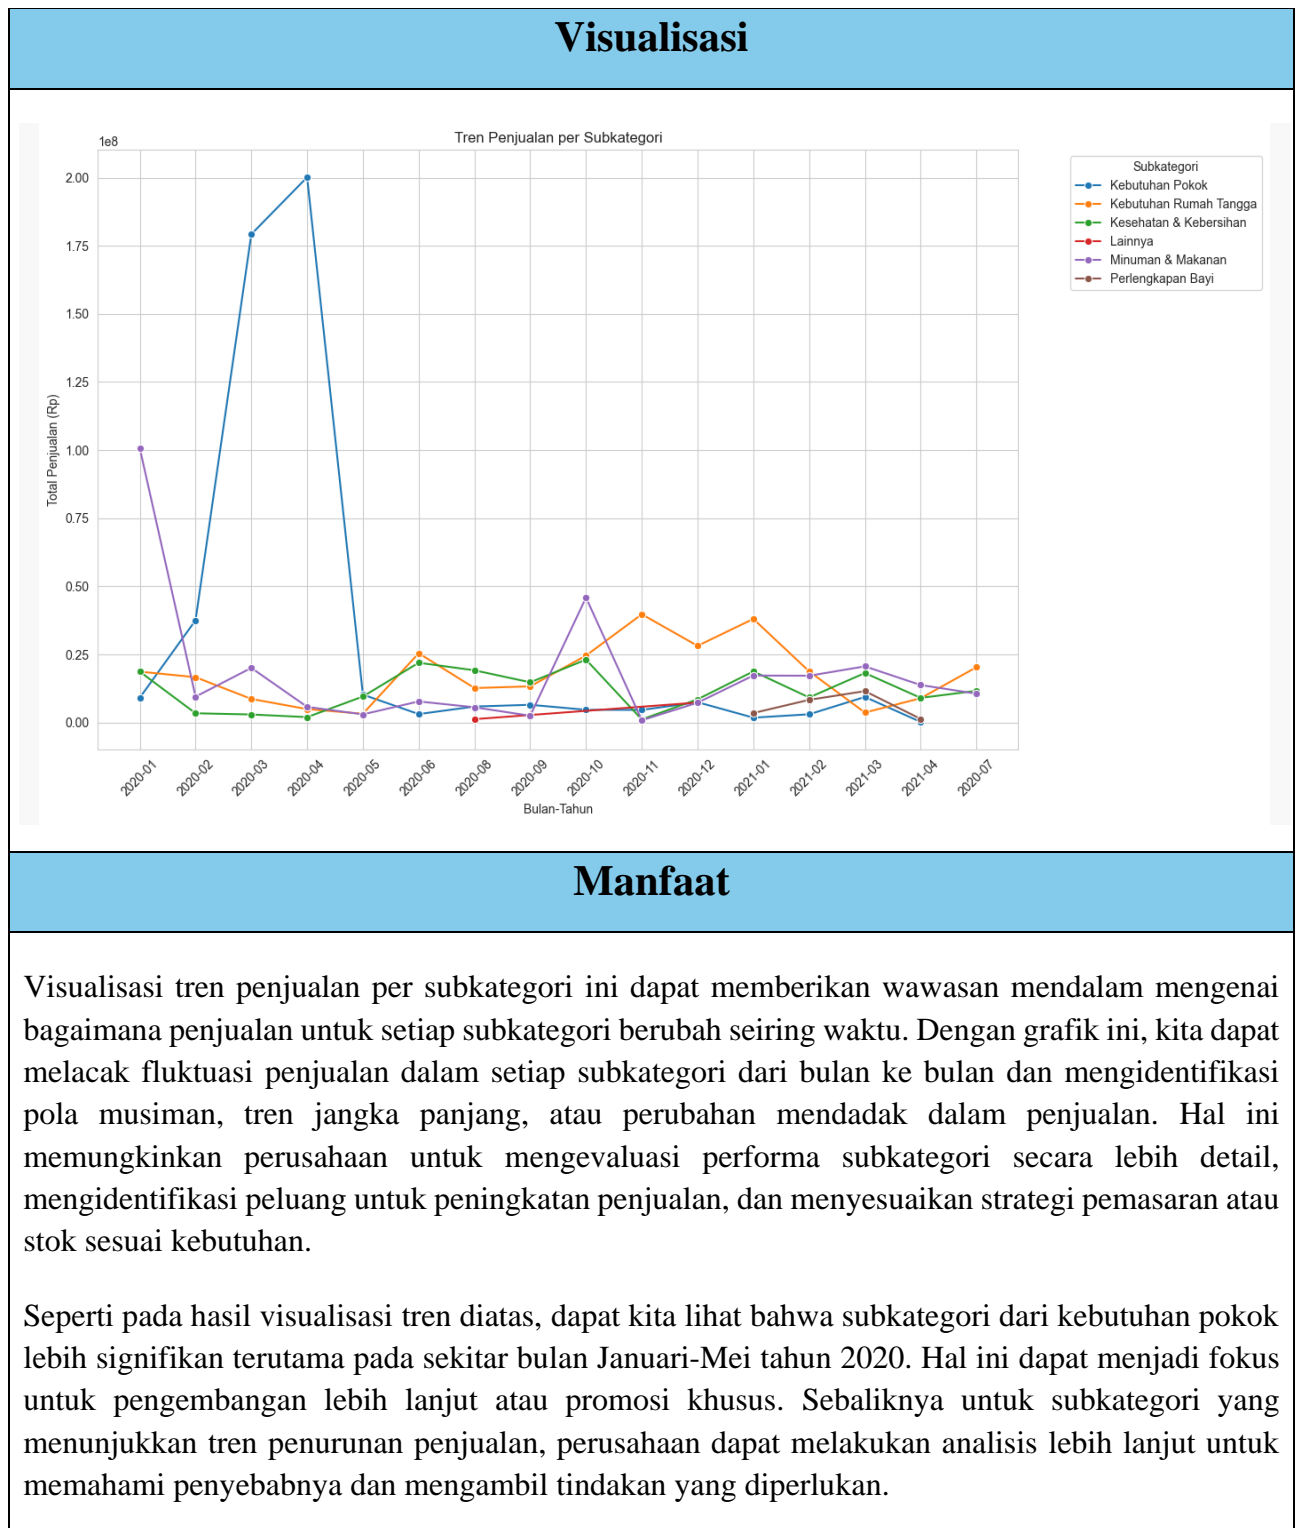 Visualisasi
Tren Penjualan per Subkategori
1e8
2.00
1.75
1.50
1.25
1.00
0.75
0.50
0.25
0.00
Total Penjualan (Rp)
2020-01
2020-02
2020-03
2020-04
2020-05
2020-06
2020-08
2020-09
2020-10
2020-11
2020-12
2021-01
2021-02
2021-03
2021-04
2020-07
Bulan-Tahun
Subkategori
Kebutuhan Pokok
Kebutuhan Rumah Tangga
Kesehatan & Kebersihan
Lainnya
Minuman & Makanan
Perlengkapan Bayi
Manfaat
Visualisasi tren penjualan per subkategori ini dapat memberikan wawasan mendalam mengenai
bagaimana penjualan untuk setiap subkategori berubah seiring waktu. Dengan grafik ini, kita dapat
melacak fluktuasi penjualan dalam setiap subkategori dari bulan ke bulan dan mengidentifikasi
pola musiman, tren jangka panjang, atau perubahan mendadak dalam penjualan. Hal ini
memungkinkan perusahaan untuk mengevaluasi performa subkategori secara lebih detail,
mengidentifikasi peluang untuk peningkatan penjualan, dan menyesuaikan strategi pemasaran atau
stok sesuai kebutuhan.
Seperti pada hasil visualisasi tren diatas, dapat kita lihat bahwa subkategori dari kebutuhan pokok
lebih signifikan terutama pada sekitar bulan Januari-Mei tahun 2020. Hal ini dapat menjadi fokus
untuk pengembangan lebih lanjut atau promosi khusus. Sebaliknya untuk subkategori yang
menunjukkan tren penurunan penjualan, perusahaan dapat melakukan analisis lebih lanjut untuk
memahami penyebabnya dan mengambil tindakan yang diperlukan.